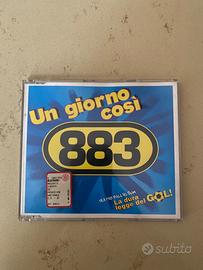 Un giorno
così
883
La dura
legge del GOL!
subito